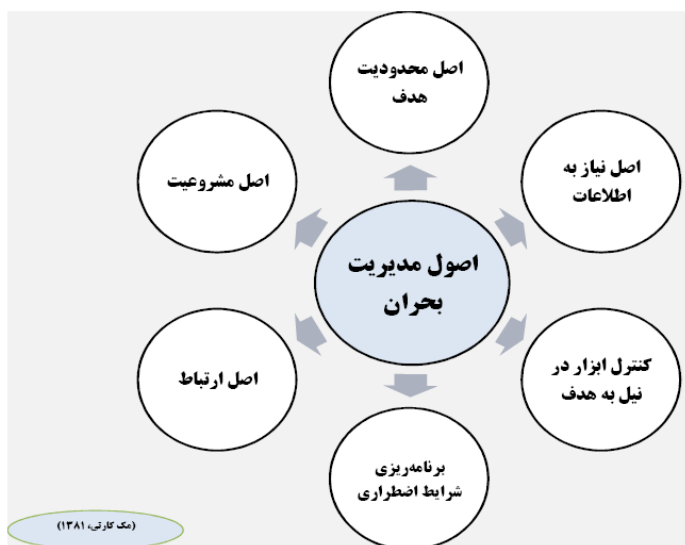 اصل محدودیت
هدف
اصل نیاز به
اطلاعات
اصل مشروعیت
اصول مدیریت
بحران
کنترل ابزار در
نیل به هدف
اصل ارتباط
برنامه‌ریزی
شرایط اضطراری
(مک کارتی، ۱۳۸۱)